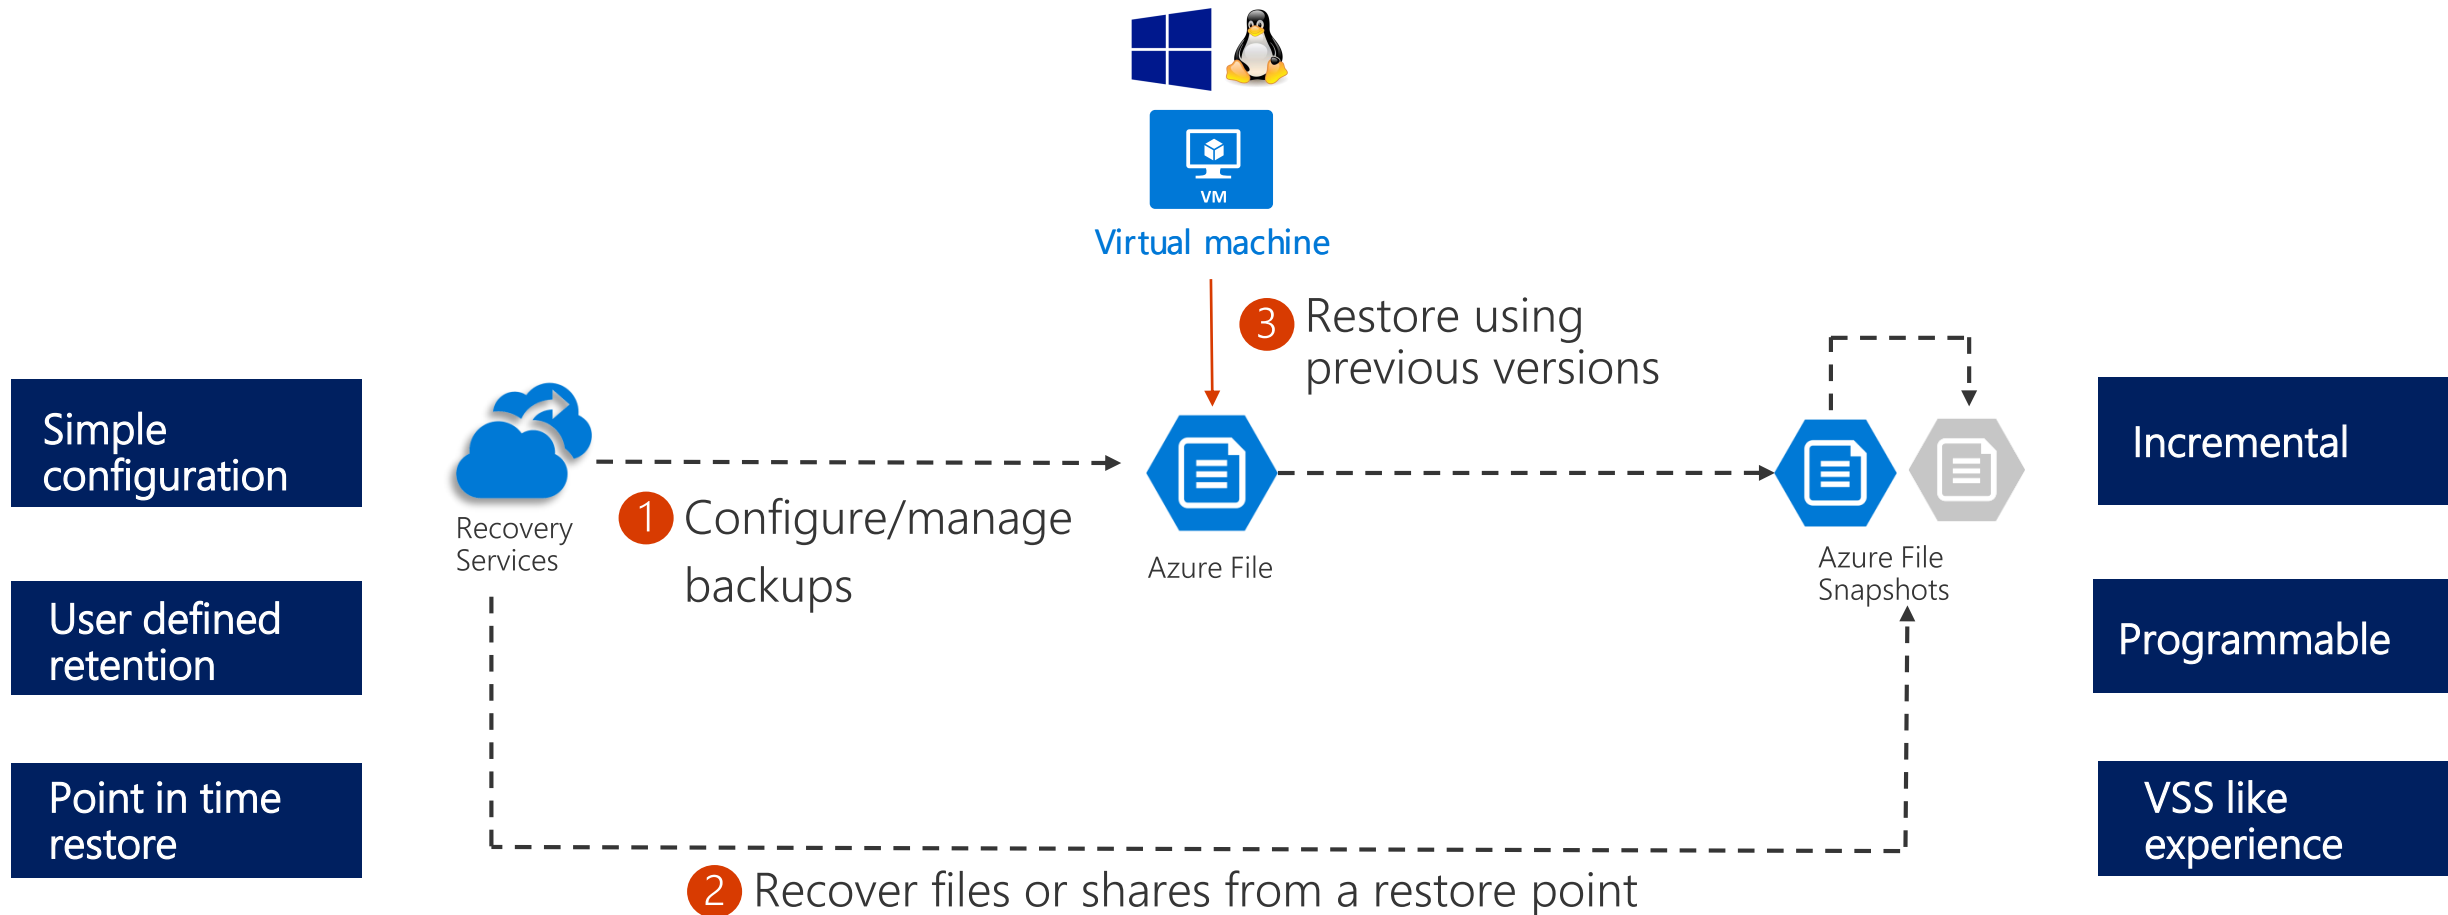 VM
Virtual machine
3
Restore using
previous versions
Simple
configuration
Recovery
Services
1
Configure/manage
backups
Azure File
Azure File
Snapshots
Incremental
User defined
retention
Programmable
Point in time
restore
VSS like
experience
2
Recover files or shares from a restore point